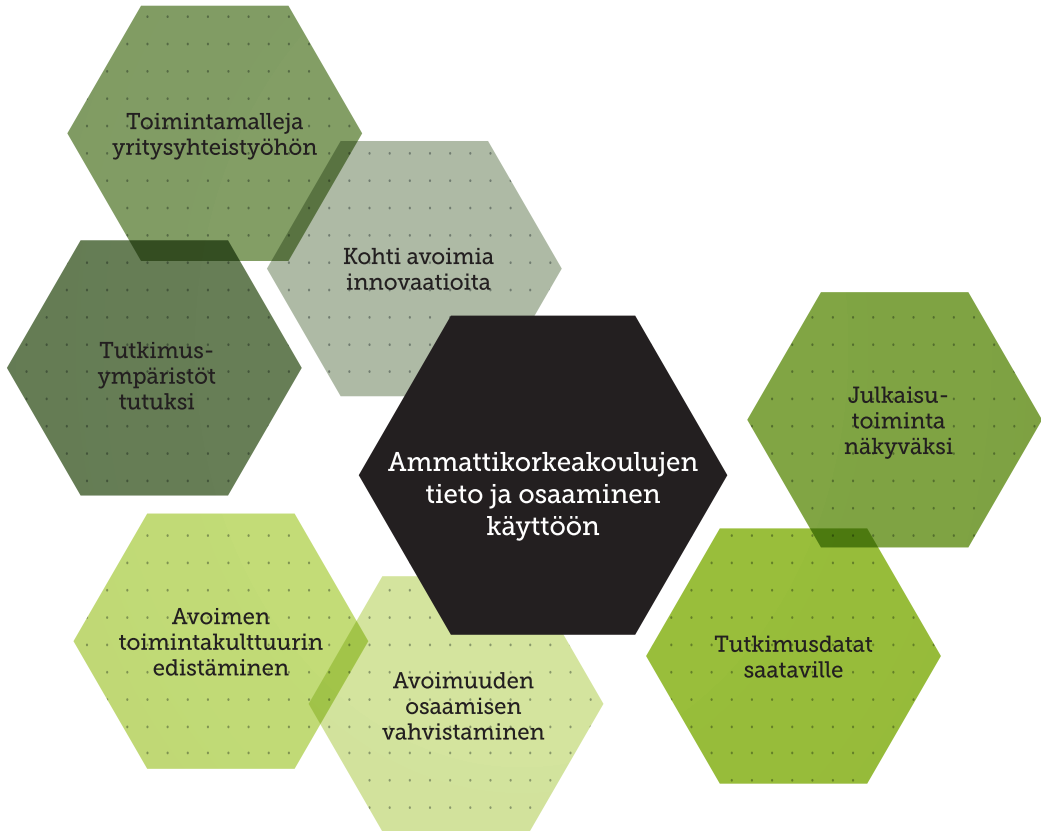 Toimintamalleja
yritysyhteistyöhön
Kohti avoimia
innovaatioita
Tutkimus-
ympäristöt
tutuksi
Julkaisu-
toiminta
näkyväksi
Ammattikorkeakoulujen
tieto ja osaaminen
käyttöön
Avoimen
toimintakulttuurin
edistäminen
Avoimuuden
osaamisen
vahvistaminen
Tutkimusdatat
saataville